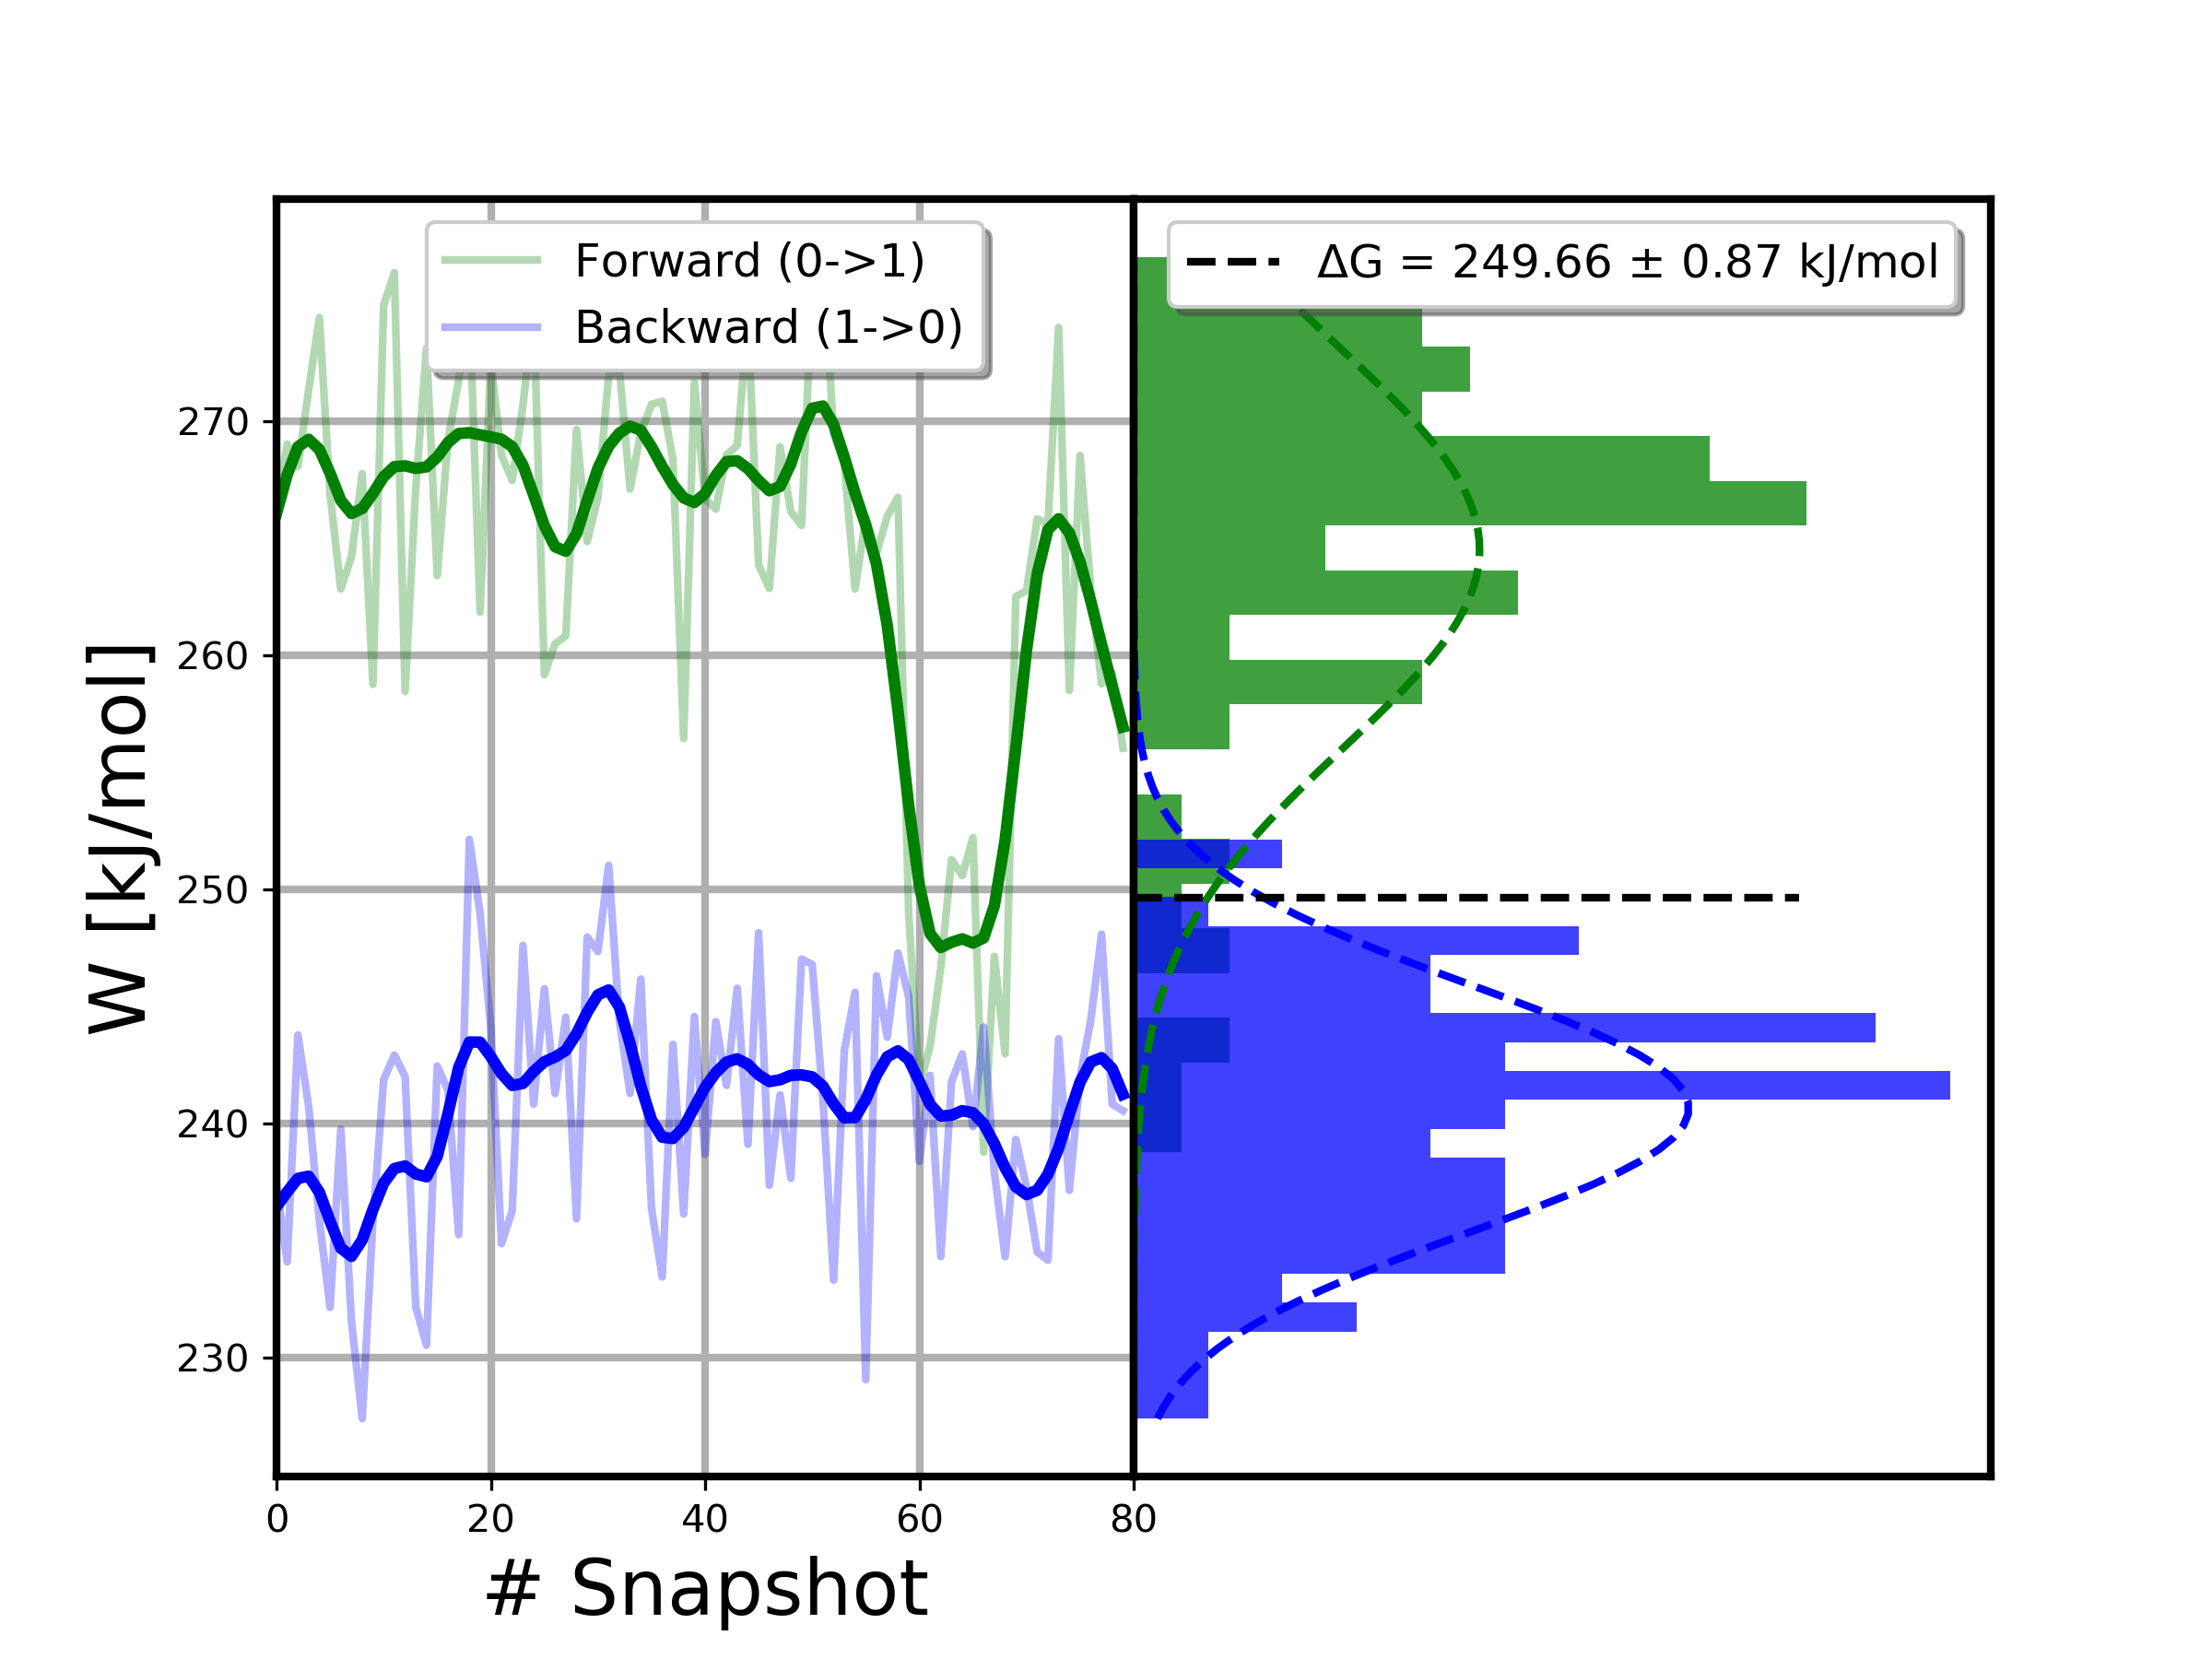 Forward (0->1)
Backward (1->0)
ΔG = 249.66 ± 0.87 kJ/mol
W [kJ/mol]
270
260
250
240
230
0 20 40 60 80
# Snapshot